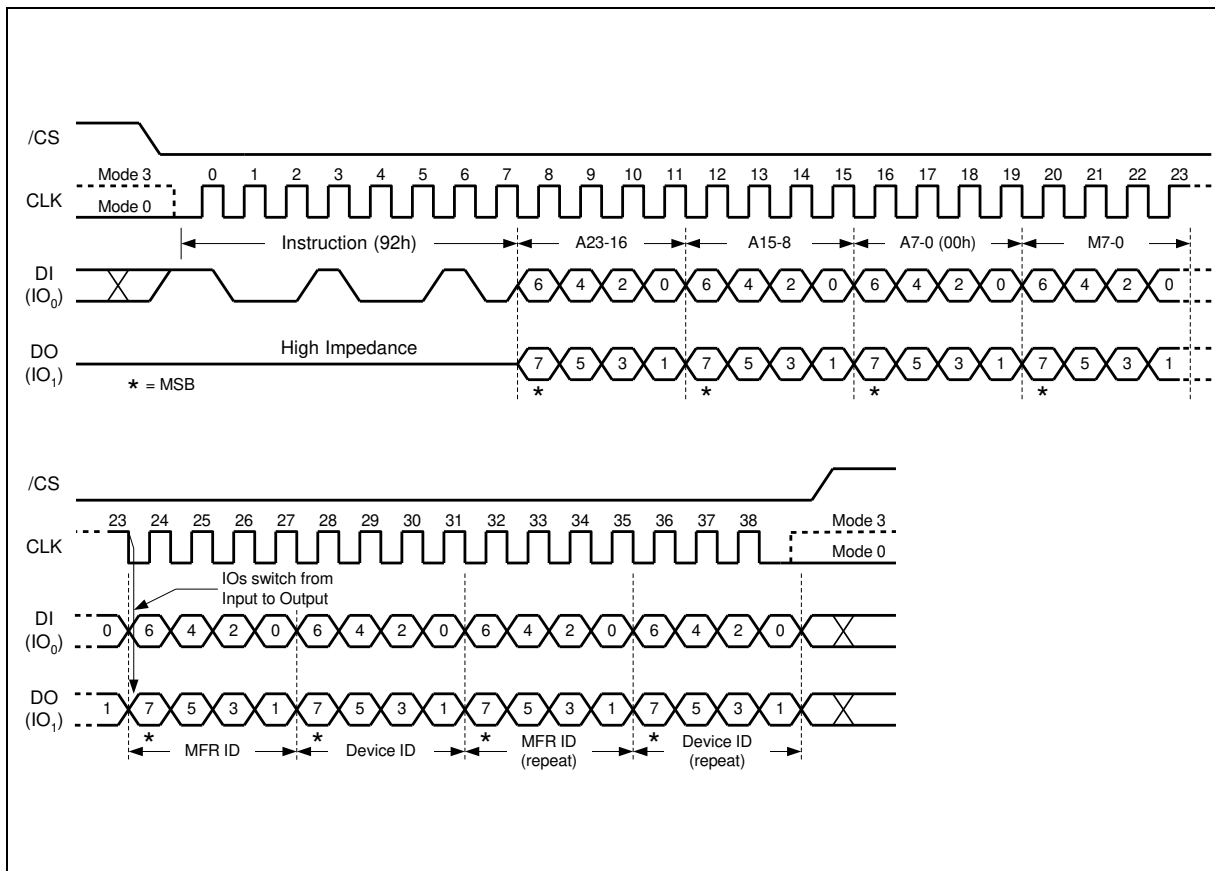 /CS
Mode 3 0 1 2 3 4 5 6 7 8 9 10 11 12 13 14 15 16 17 18 19 20 21 22 23
CLK
Mode 0
Instruction (92h) A23-16 A15-8 A7-0 (00h) M7-0
DI
(IO0) 6 4 2 0 6 4 2 0 6 4 2 0 6 4 2 0
High Impedance
DO
(IO1) 7 5 3 1 7 5 3 1 7 5 3 1 7 5 3 1
* = MSB * * * *
/CS
23 24 25 26 27 28 29 30 31 32 33 34 35 36 37 38 Mode 3
CLK
Mode 0
IOs switch from
Input to Output
DI
(IO0) 0 6 4 2 0 6 4 2 0 6 4 2 0 6 4 2 0
DO
(IO1) 1 7 5 3 1 7 5 3 1 7 5 3 1 7 5 3 1
* * * *
MFR ID Device ID MFR ID (repeat) Device ID (repeat)